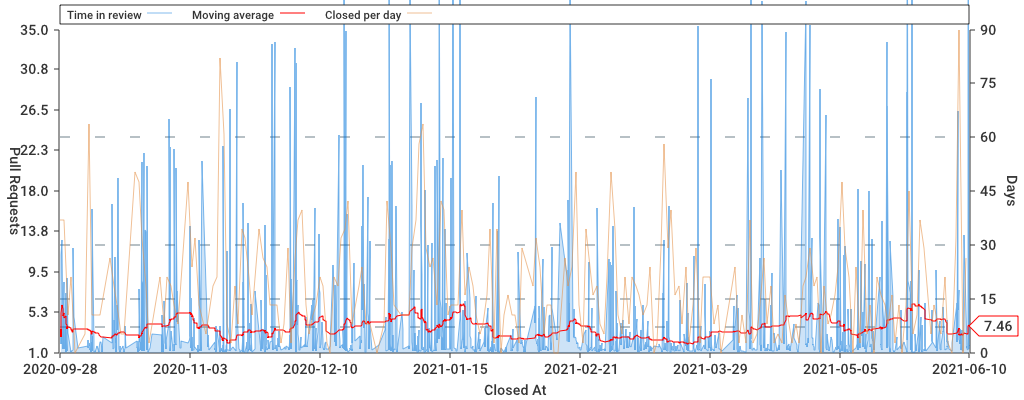 Time in review Moving average Closed per day
35.0 90
30.8 75
26.5 60
22.3
18.0 45
13.8 30
9.5
15
5.3
7.46
1.0 0
Pull Requests
Days
2020-09-28 2020-11-03 2020-12-10 2021-01-15 2021-02-21 2021-03-29 2021-05-05 2021-06-10
Closed At